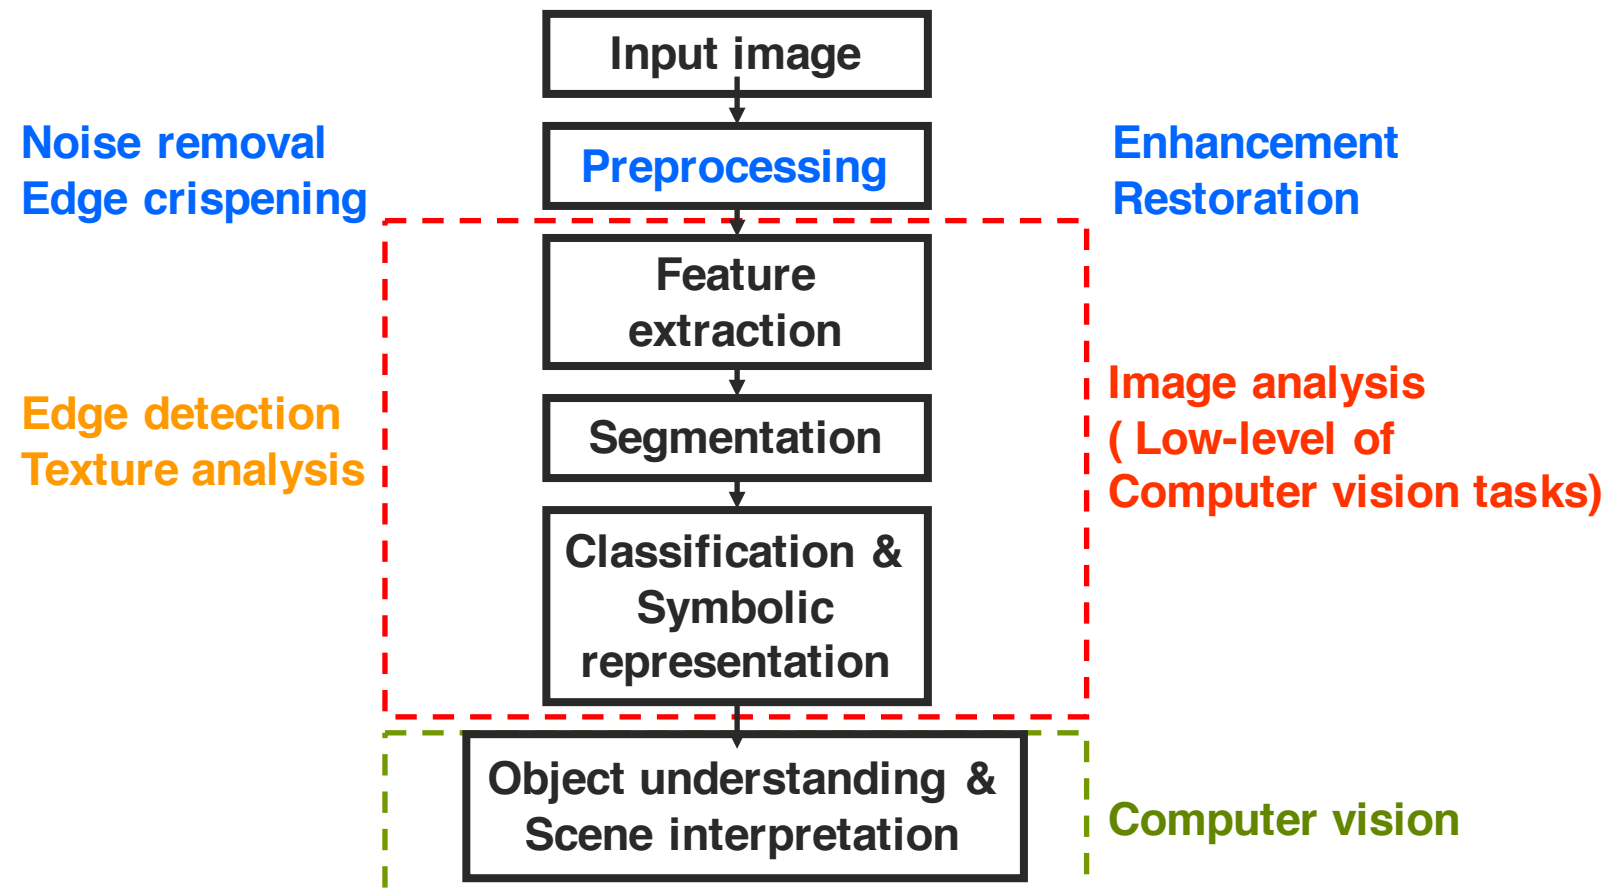 Input image
Noise removal
Edge crispening
Preprocessing
Enhancement
Restoration
Feature
extraction
Edge detection
Texture analysis
Segmentation
Image analysis
( Low-level of
Computer vision tasks)
Classification &
Symbolic
representation
Object understanding &
Scene interpretation
Computer vision